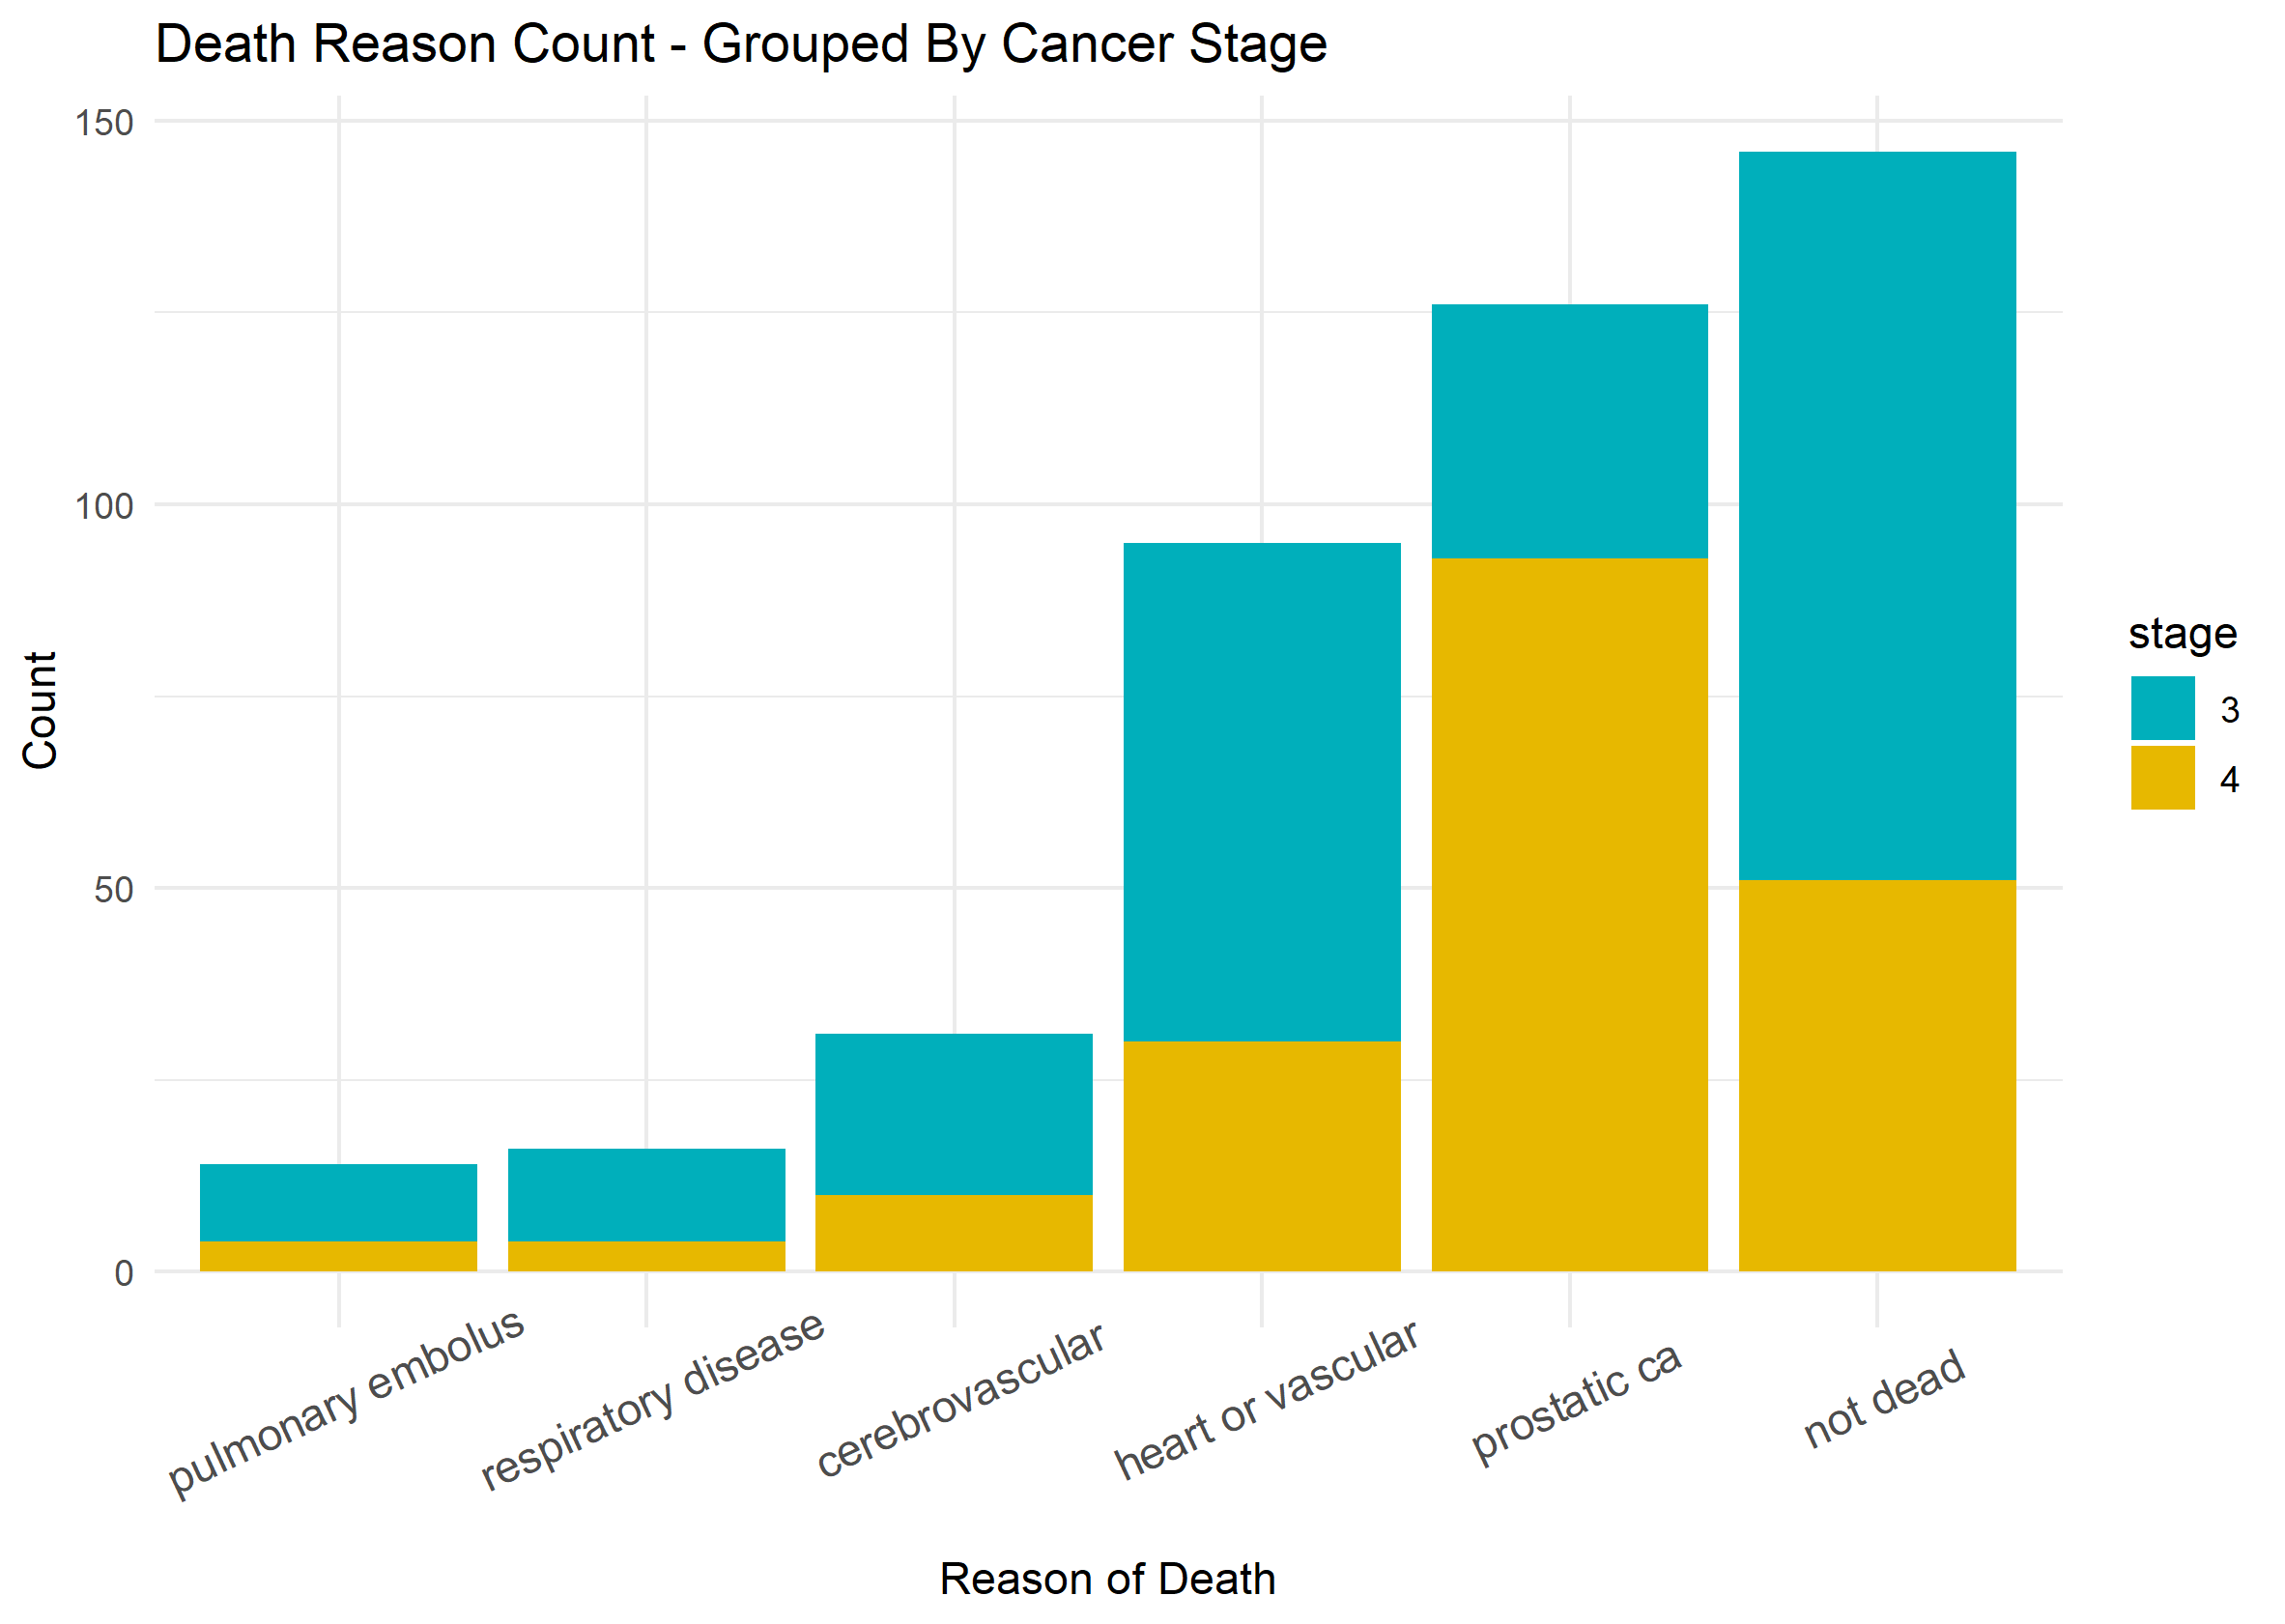 Death Reason Count - Grouped By Cancer Stage
150
100
50
0
Count
pulmonary embolus
respiratory disease
cerebrovascular
heart or vascular
prostatic ca
not dead
Reason of Death
stage
3
4